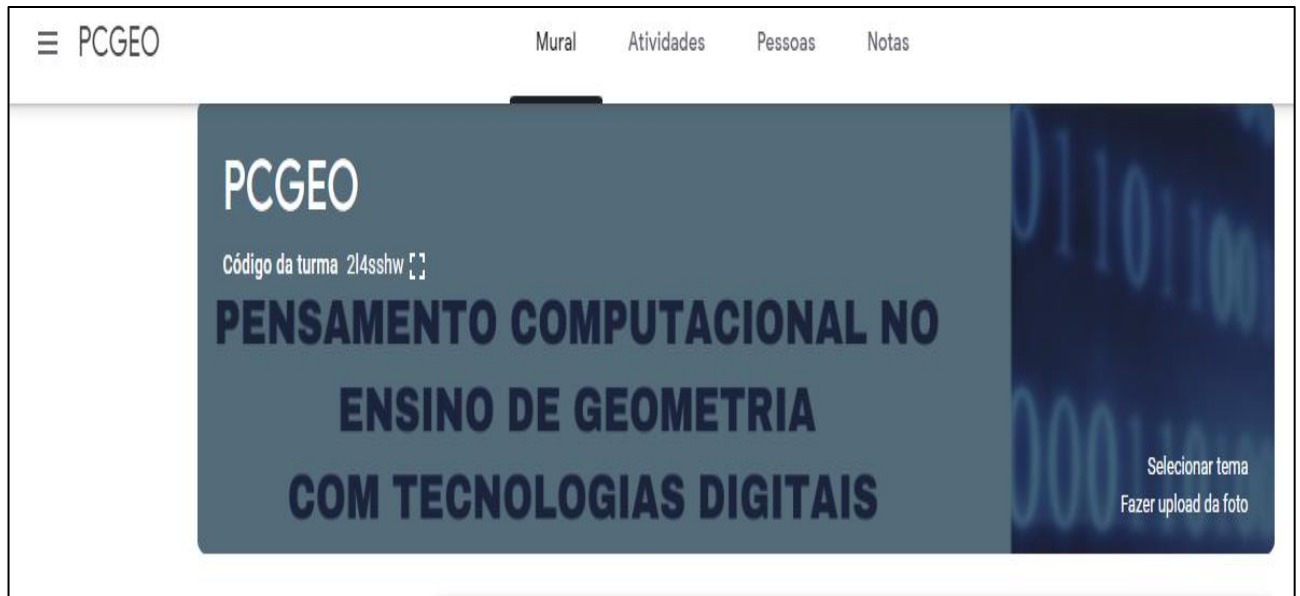 ≡ PCGEO
Mural Atividades Pessoas Notas
PCGEO
Código da turma 2l4sshw
PENSAMENTO COMPUTACIONAL NO
ENSINO DE GEOMETRIA
COM TECNOLOGIAS DIGITAIS
Selecionar tema
Fazer upload da foto